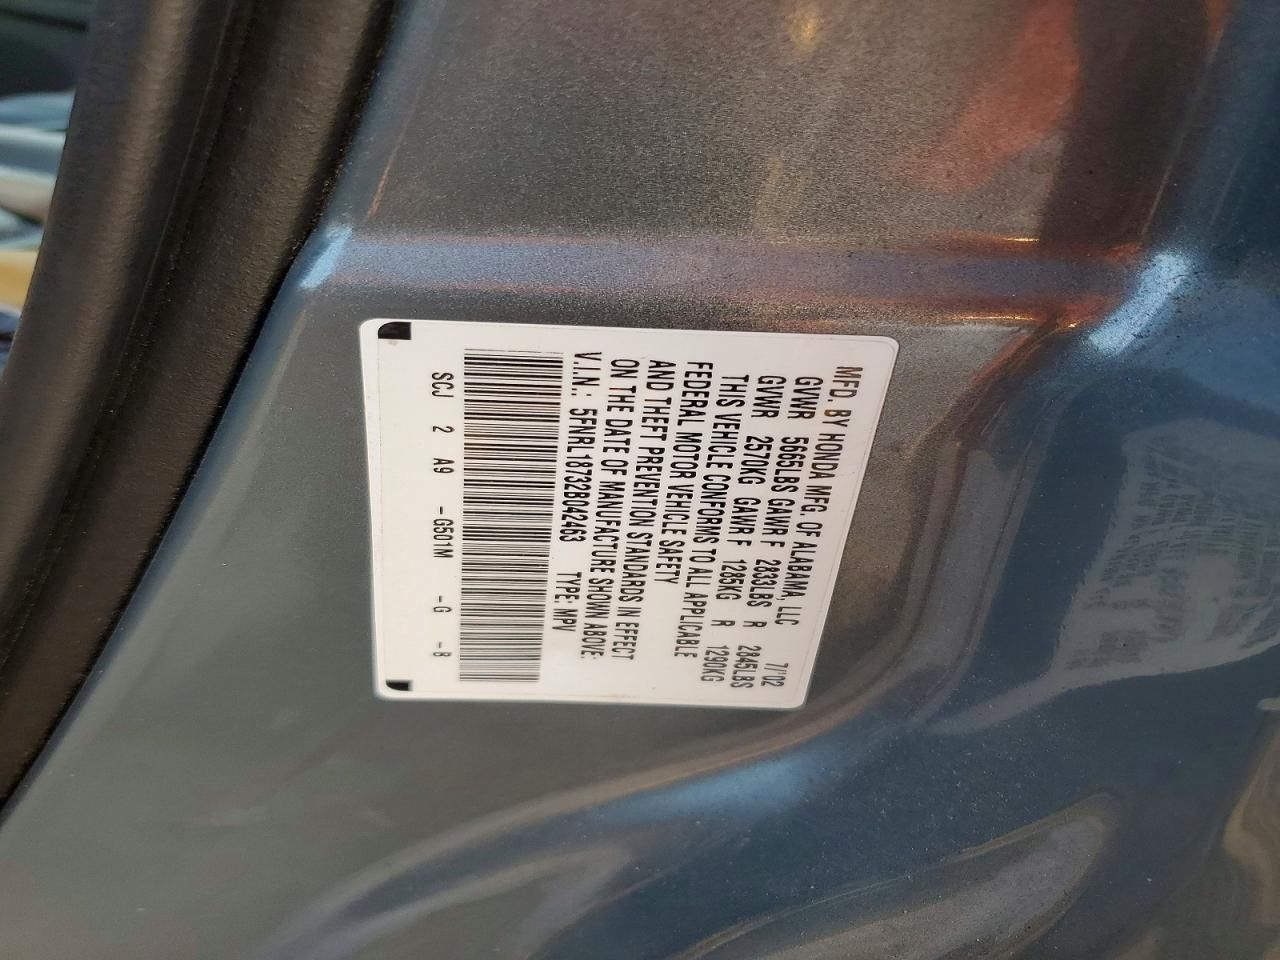 MFD. BY HONDA MFG. OF ALABAMA, LLC 7/'02
GVWR 5665LBS GAWR F 2833LBS R 2845LBS
GVWR 2570KG GAWR F 1285KG R 1290KG
THIS VEHICLE CONFORMS TO ALL APPLICABLE
FEDERAL MOTOR VEHICLE SAFETY
AND THEFT PREVENTION STANDARDS IN EFFECT
ON THE DATE OF MANUFACTURE SHOWN ABOVE.
V.I.N.: 5FNRL18732B042463 TYPE: MPV
SCJ 2 A9 -G501M -G -B